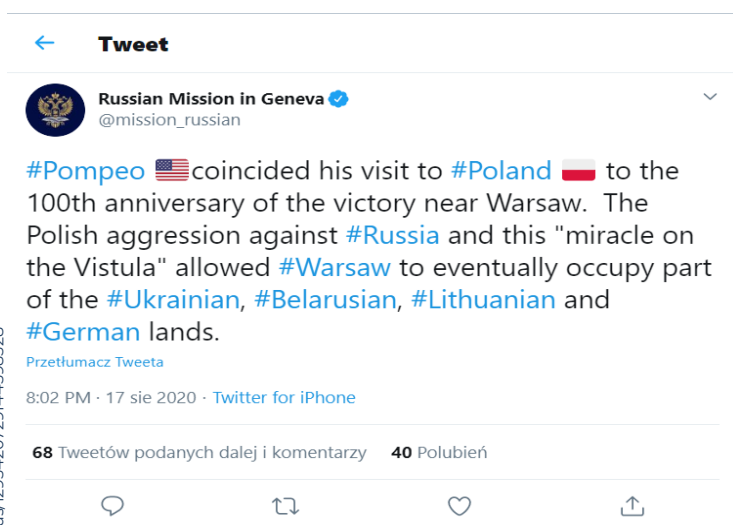 Tweet
Russian Mission in Geneva
@mission_russian
#Pompeo 🇺🇸coincided his visit to #Poland 🇵🇱 to the
100th anniversary of the victory near Warsaw.  The
Polish aggression against #Russia and this "miracle on
the Vistula" allowed #Warsaw to eventually occupy part
of the #Ukrainian, #Belarusian, #Lithuanian and
#German lands.
Przetłumacz Tweeta
8:02 PM · 17 sie 2020 · Twitter for iPhone
68 Tweetów podanych dalej i komentarzy 40 Polubień